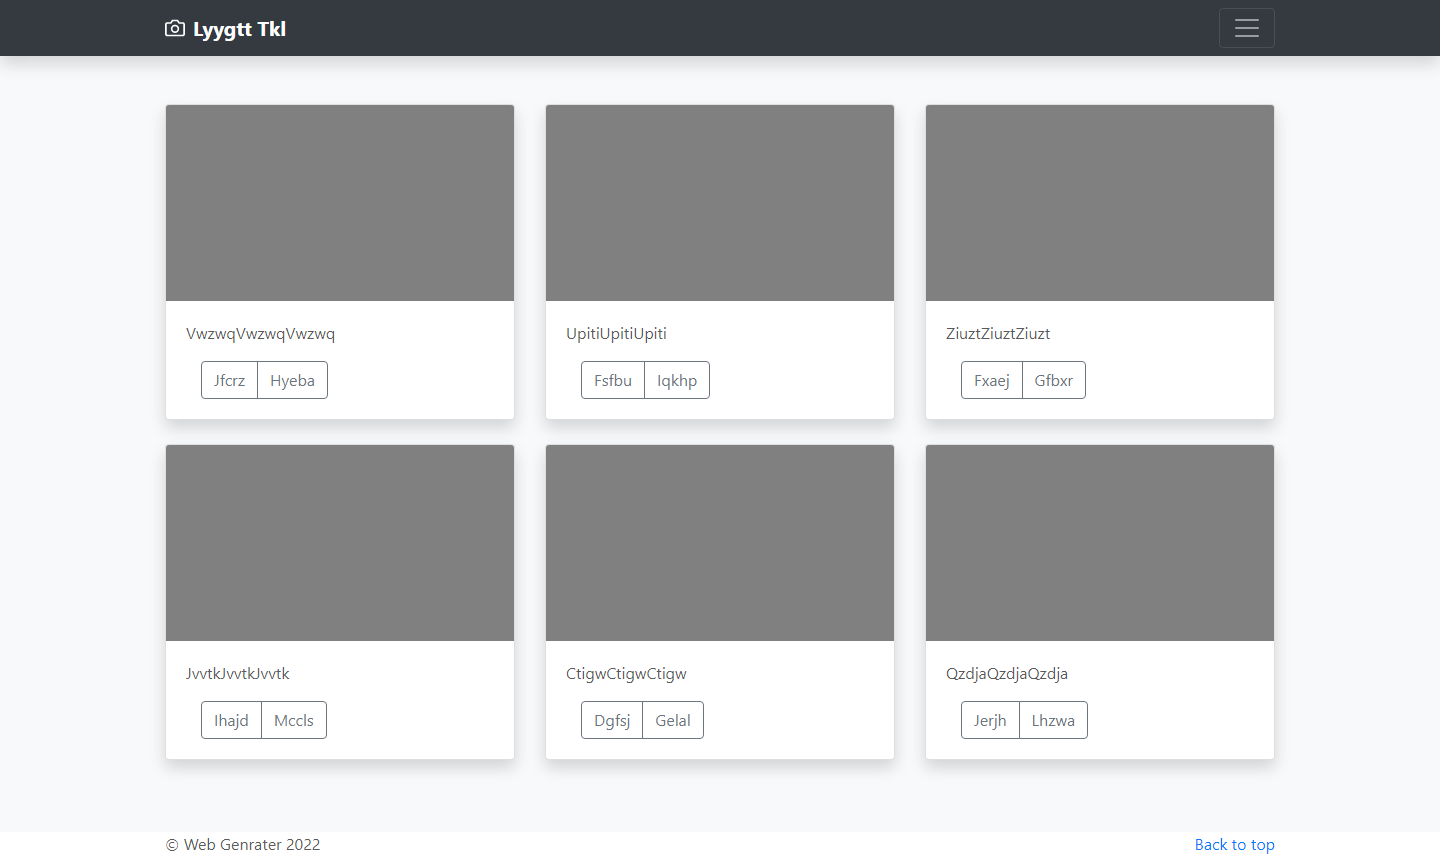 Lyygtt Tkl
VwzwqVwzwqVwzwq
Jfcrz Hyeba
UpitiUpitiUpiti
Fsfbu Iqkhp
ZiuztZiuztZiuzt
Fxaej Gfbxr
JvvtkJvvtkJvvtk
Ihajd Mccls
CtigwCtigwCtigw
Dgfsj Gelal
QzdjaQzdjaQzdja
Jerjh Lhzwa
© Web Genrater 2022
Back to top